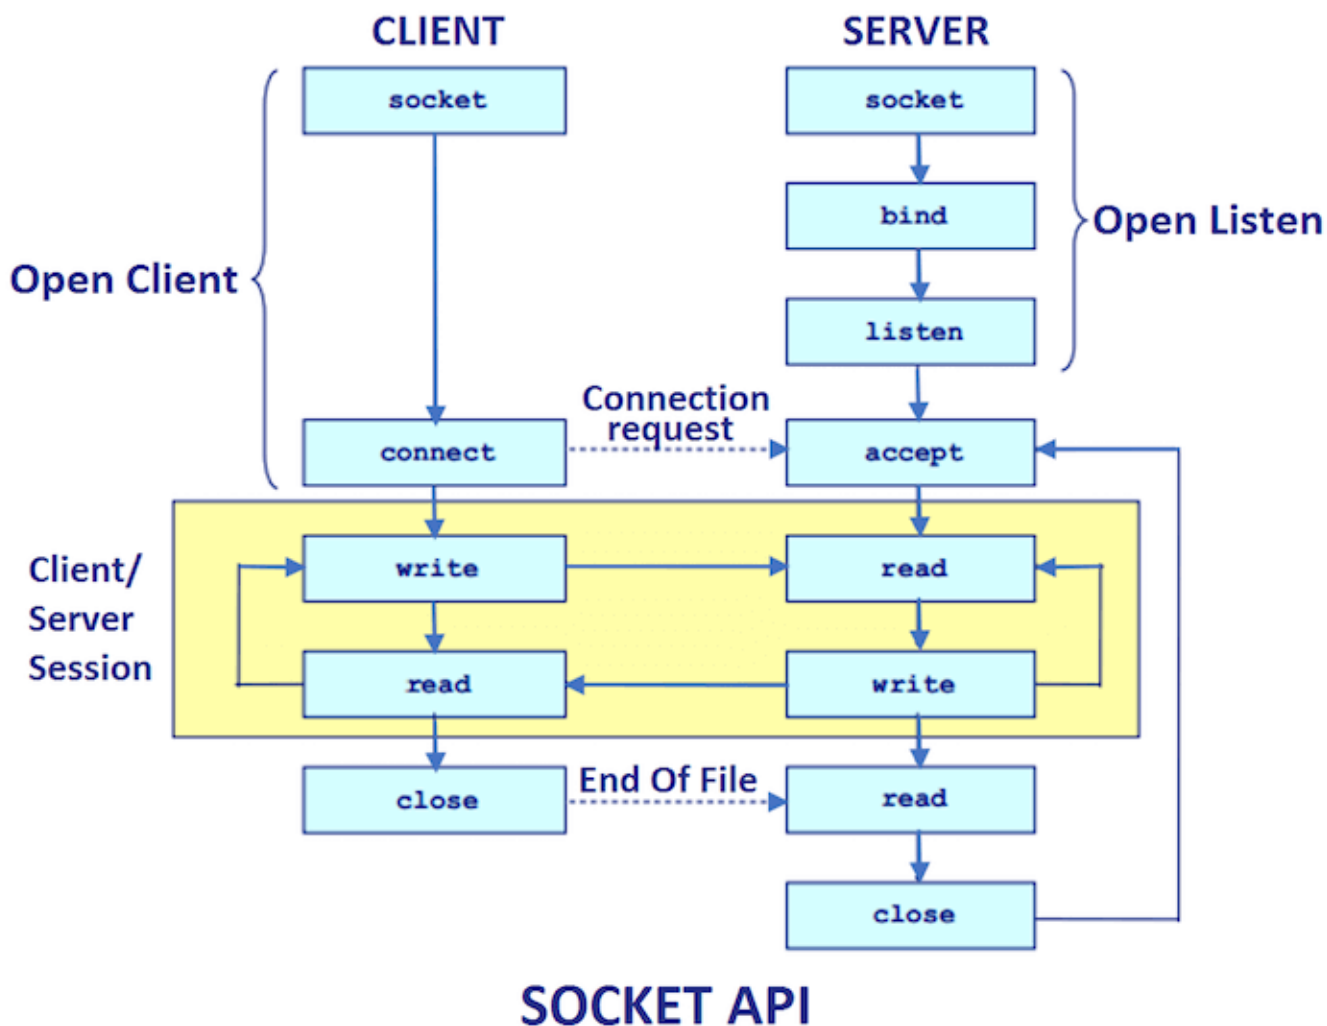 CLIENT
SERVER
socket
socket
bind
Open Listen
Open Client
listen
Connection
request
connect
accept
Client/
Server
Session
write
read
read
write
End Of File
close
read
close
SOCKET API